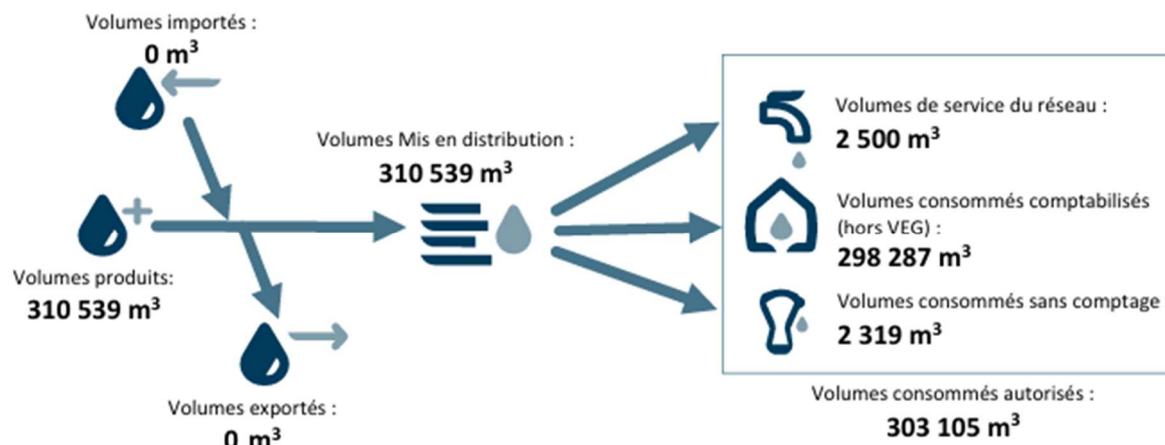 Volumes importés :
0 m³
Volumes produits:
310 539 m³
Volumes exportés :
0 m³
Volumes Mis en distribution :
310 539 m³
Volumes de service du réseau :
2 500 m³
Volumes consommés comptabilisés
(hors VEG) :
298 287 m³
Volumes consommés sans comptage
2 319 m³
Volumes consommés autorisés :
303 105 m³